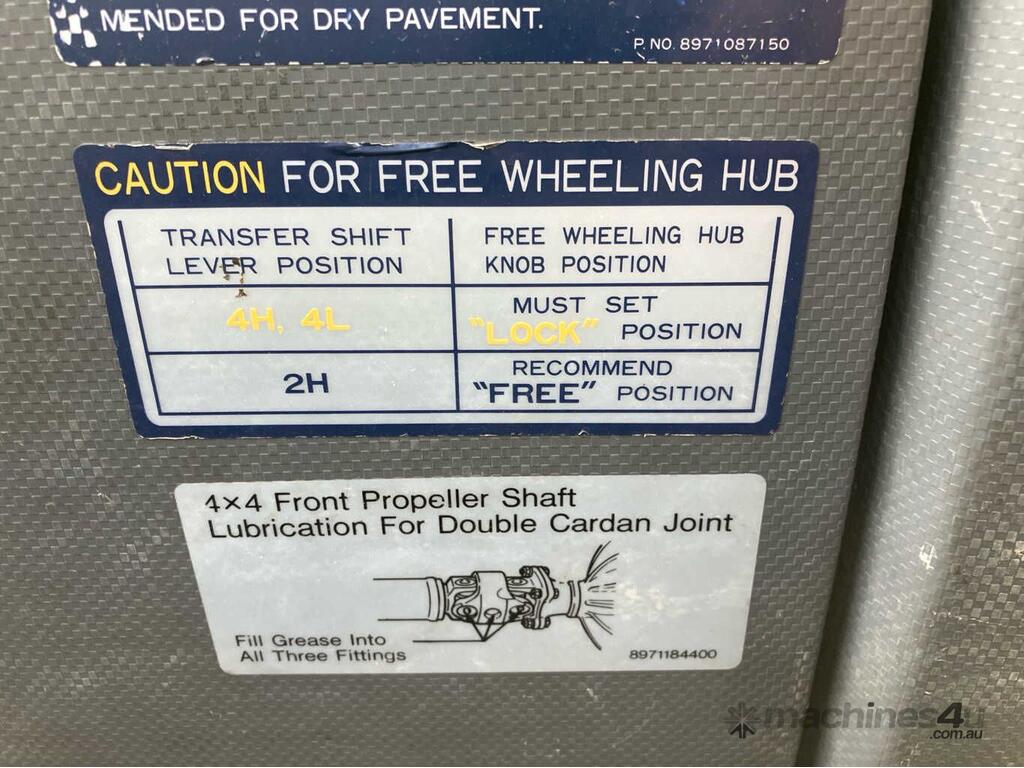 MENDED FOR DRY PAVEMENT.
P. NO. 8971087150
CAUTION FOR FREE WHEELING HUB
TRANSFER SHIFT
LEVER POSITION
FREE WHEELING HUB
KNOB POSITION
4H, 4L
MUST SET
"LOCK" POSITION
2H
RECOMMEND
"FREE" POSITION
4×4 Front Propeller Shaft
Lubrication For Double Cardan Joint
Fill Grease Into
All Three Fittings
8971184400
machines4u
.com.au